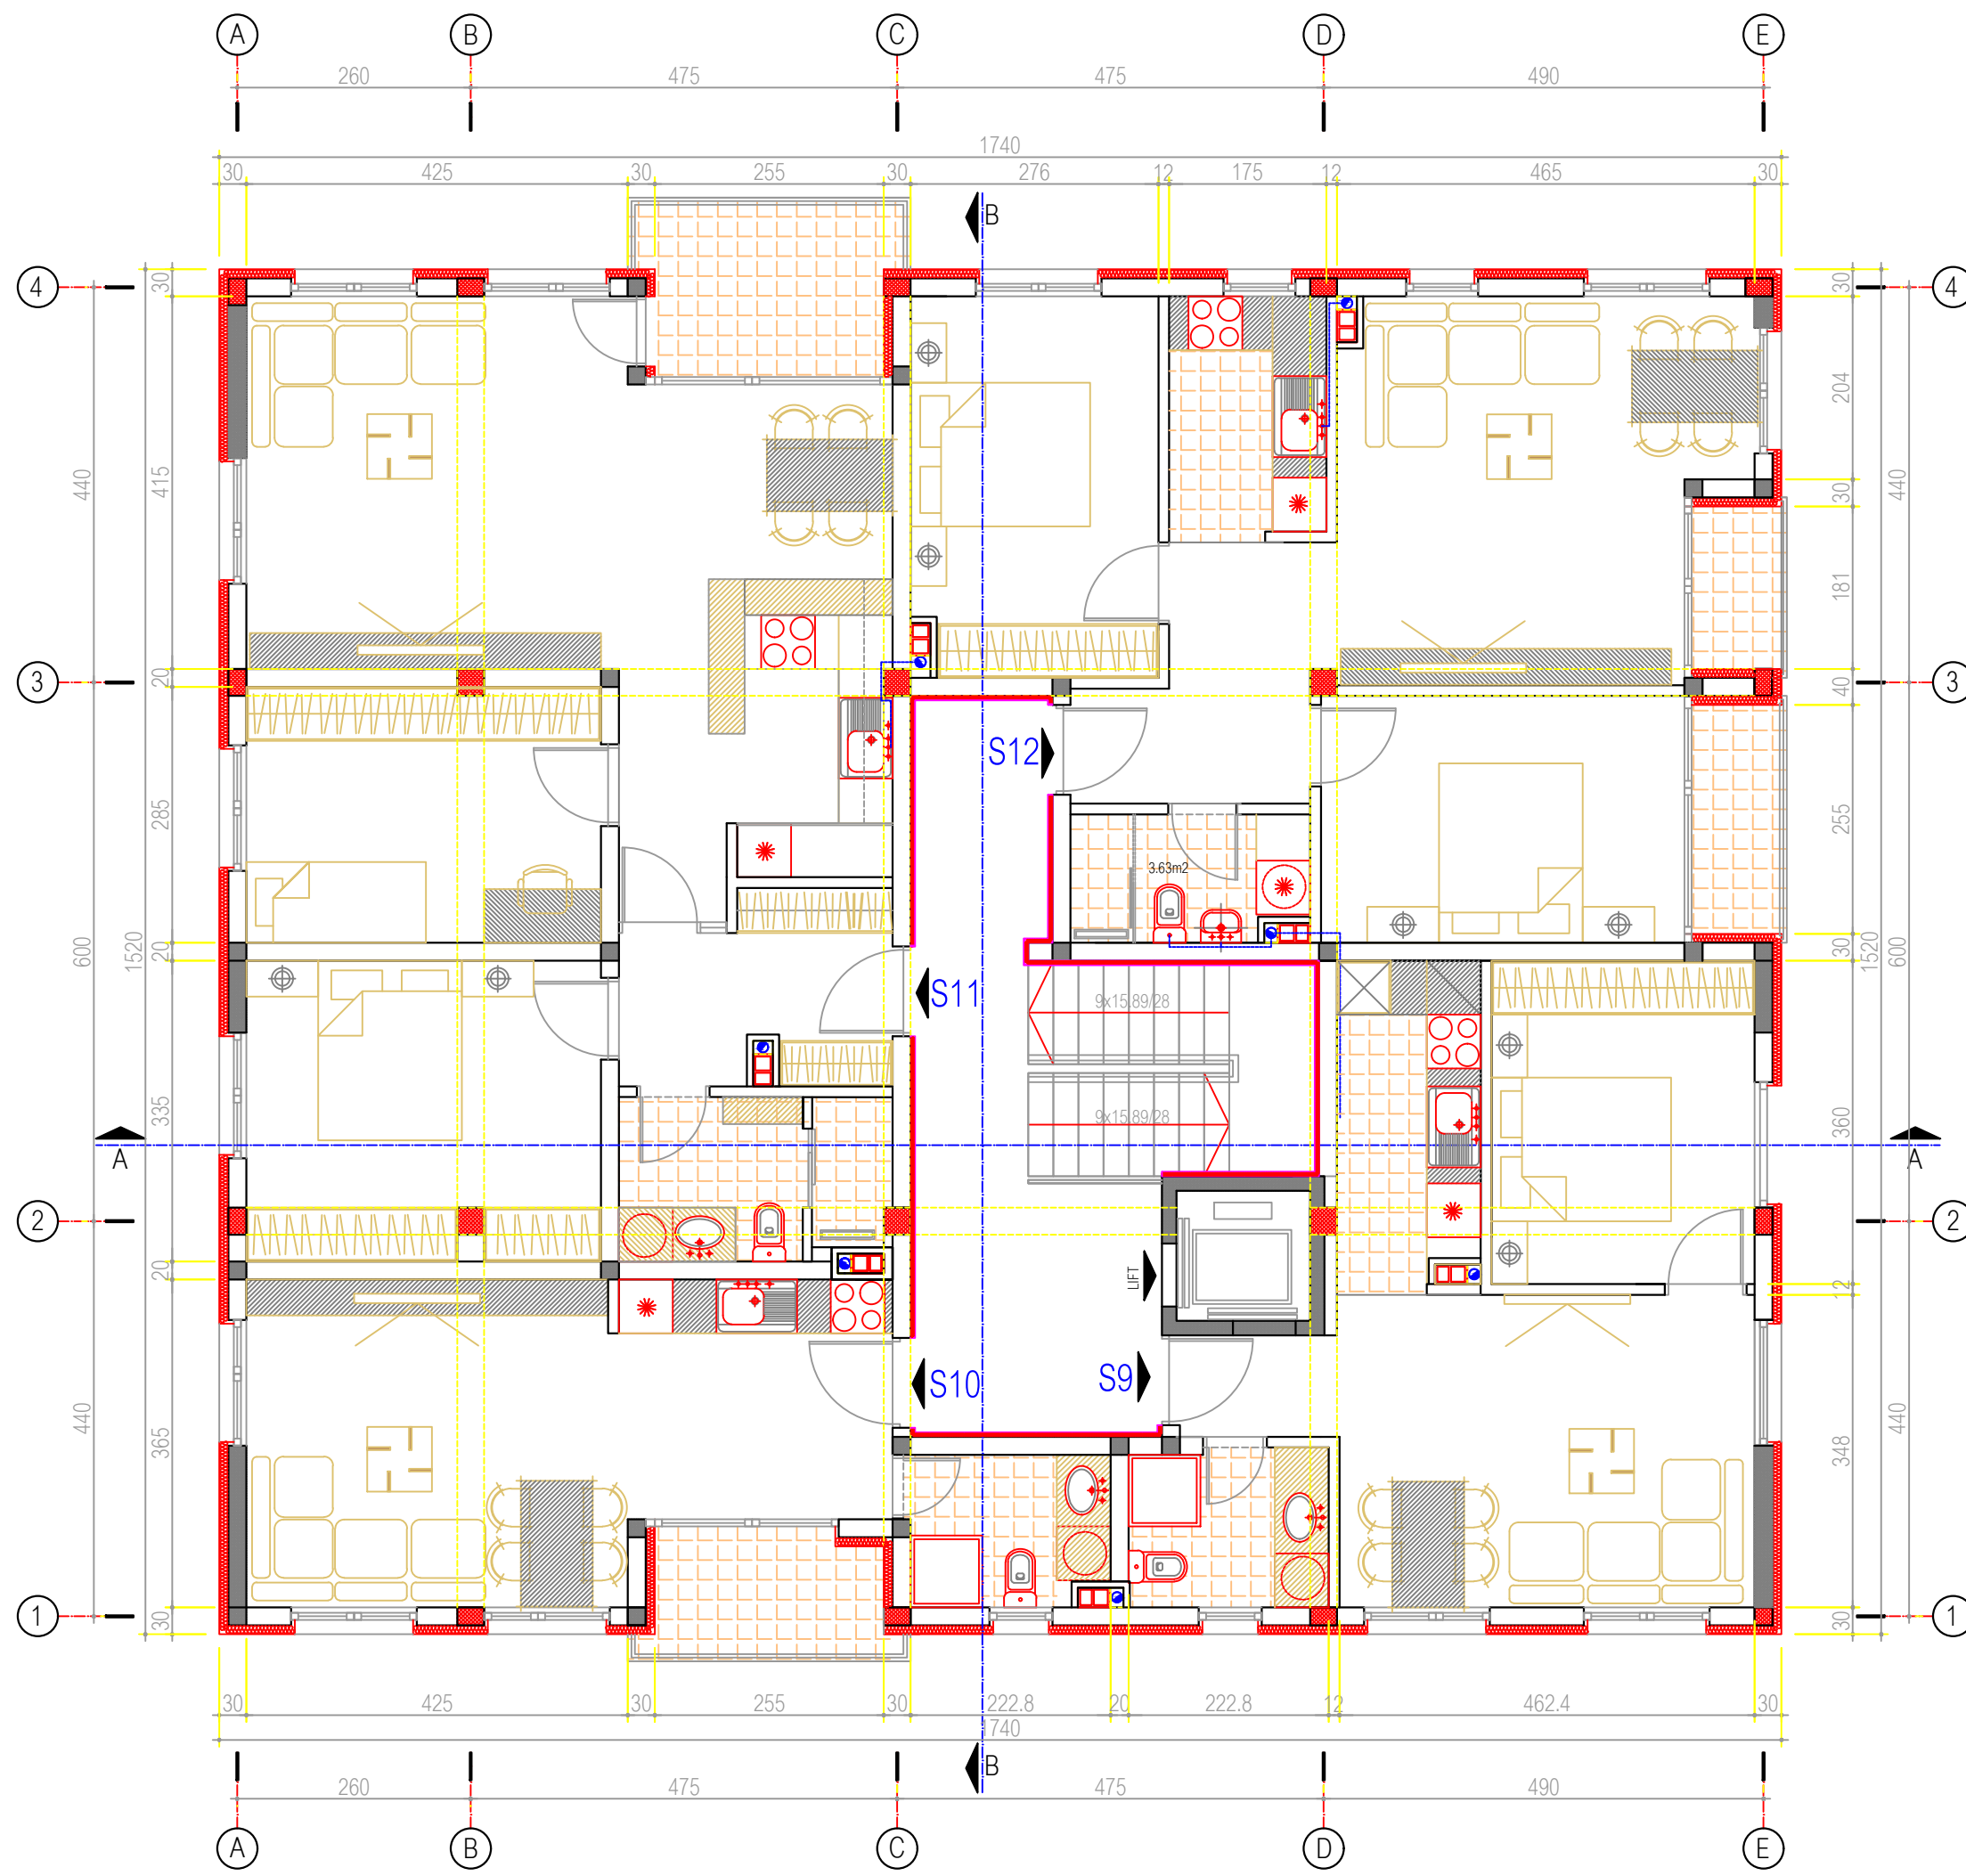 A B C D E
260 475 475 490
1740
30 425 30 255 30 276 12 175 12 465 30
B
4 4
30 30
204
440 415 30 440
181
3 20 40 3
S12
285 255
3.63m2
600 1520 20 30 1520 600
S11
9x15.89/28
335 9x15.89/28 360
A A
2 2
20 LIFT 12
S10 S9
440 365 348 440
1 30 30 1
30 425 30 255 30 222.8 20 222.8 12 462.4 30
1740
B
260 475 475 490
A B C D E